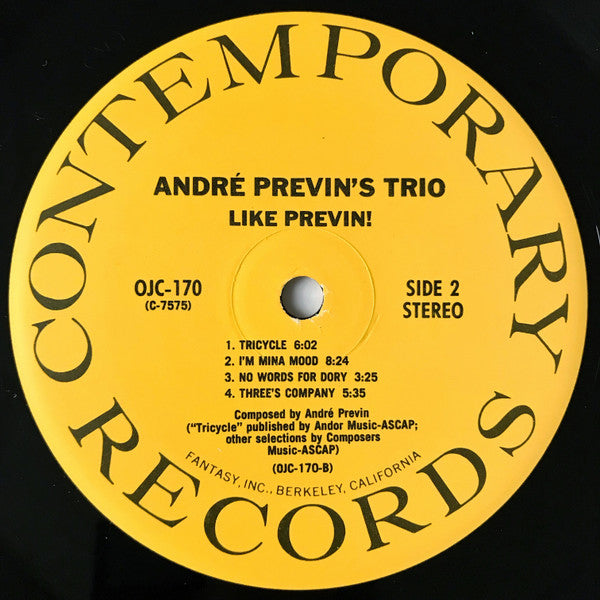 CONTEMPORARY
RECORDS
ANDRÉ PREVIN'S TRIO
LIKE PREVIN!
OJC-170
(C-7575)
SIDE 2
STEREO
1. TRICYCLE 6:02
2. I'M MINA MOOD 8:24
3. NO WORDS FOR DORY 3:25
4. THREE'S COMPANY 5:35
Composed by André Previn
("Tricycle" published by Andor Music-ASCAP;
other selections by Composers
Music-ASCAP)
(OJC-170-B)
FANTASY, INC., BERKELEY, CALIFORNIA